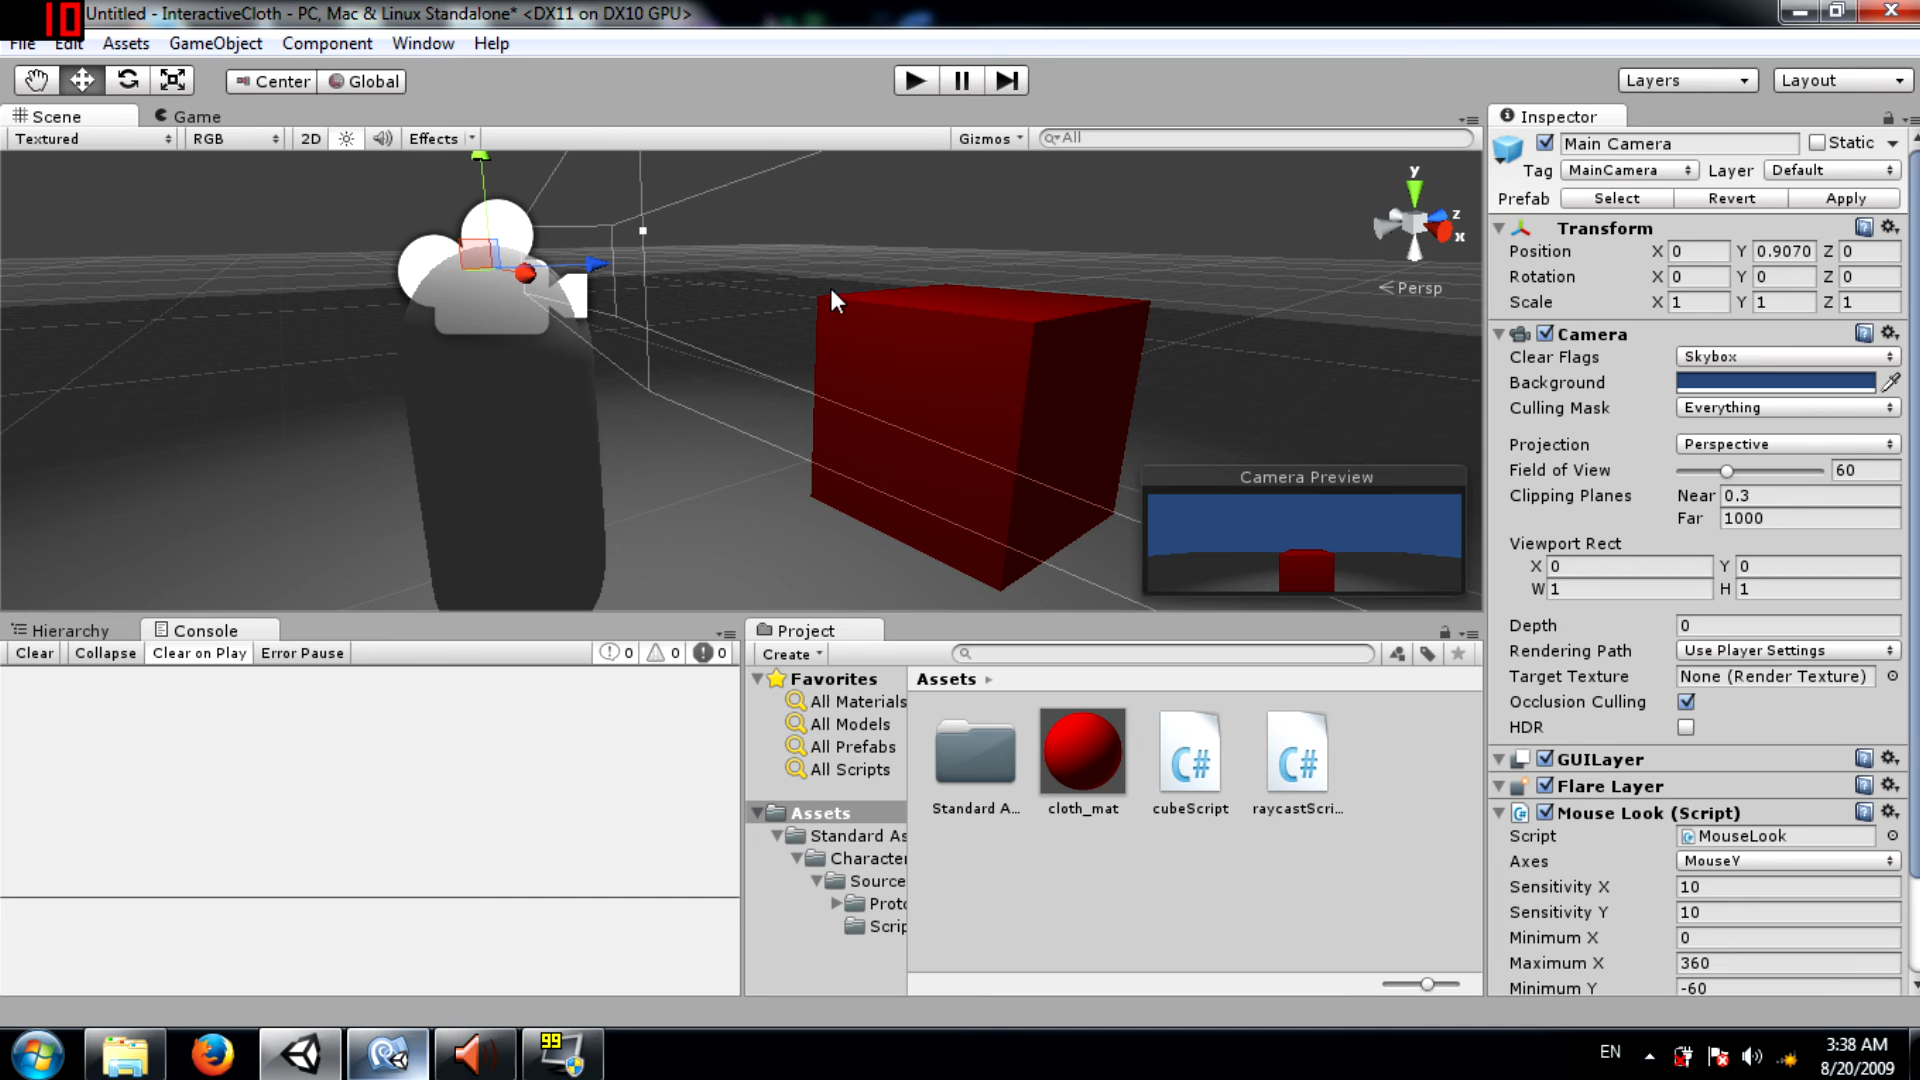 10
Untitled - InteractiveCloth - PC, Mac & Linux Standalone* <DX11 on DX10 GPU>
File Edit Assets GameObject Component Window Help
Center Global Layers Layout
Scene Game
Textured RGB 2D Effects Gizmos All
y
z
x
Persp
Camera Preview
Inspector
Main Camera Static
Tag MainCamera Layer Default
Prefab Select Revert Apply
Transform
Position X 0 Y 0.9070 Z 0
Rotation X 0 Y 0 Z 0
Scale X 1 Y 1 Z 1
Camera
Clear Flags Skybox
Background
Culling Mask Everything
Projection Perspective
Field of View 60
Clipping Planes Near 0.3
Far 1000
Viewport Rect
X 0 Y 0
W 1 H 1
Depth 0
Rendering Path Use Player Settings
Target Texture None (Render Texture)
Occlusion Culling
HDR
GUILayer
Flare Layer
Mouse Look (Script)
Script MouseLook
Axes MouseY
Sensitivity X 10
Sensitivity Y 10
Minimum X 0
Maximum X 360
Minimum Y -60
Hierarchy Console
Clear Collapse Clear on Play Error Pause 0 0 0
Project
Create
Favorites
All Materials
All Models
All Prefabs
All Scripts
Assets
Standard As
Character
Source
Proto
Scrip
Assets
Standard A... cloth_mat cubeScript raycastScri...
C# C#
99
EN
3:38 AM
8/20/2009